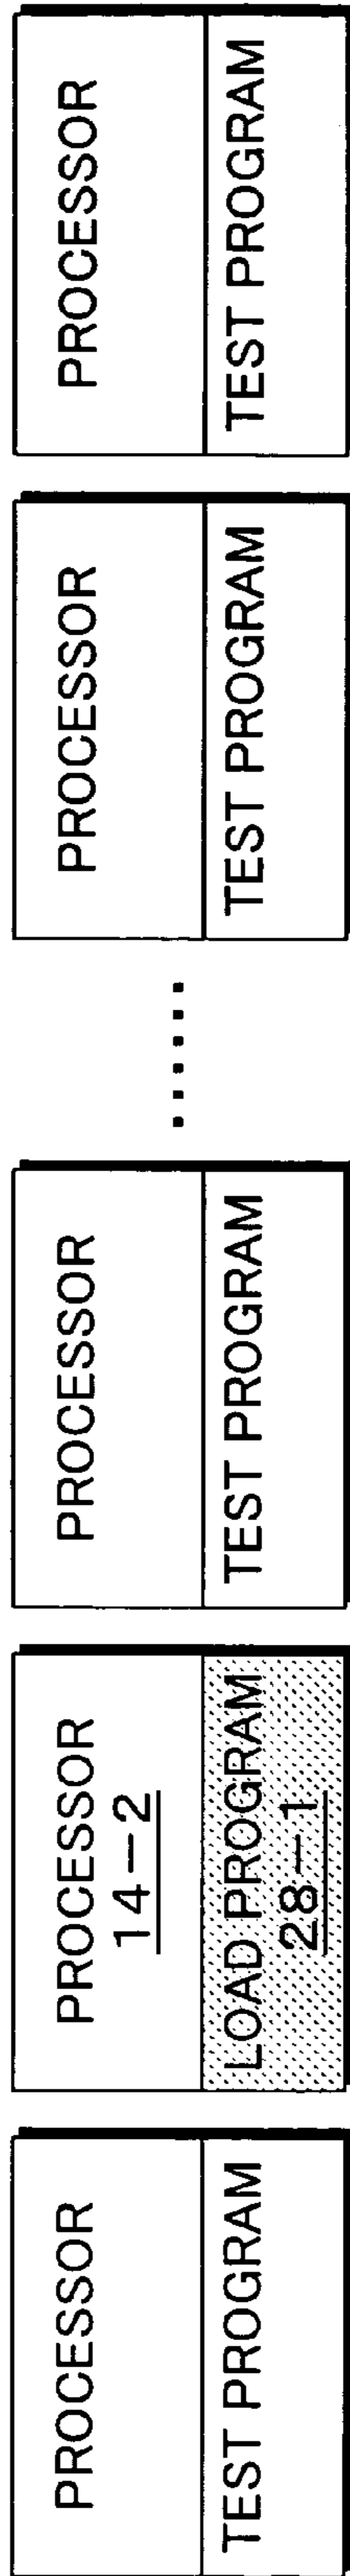 PROCESSOR
TEST PROGRAM
PROCESSOR
14-2
LOAD PROGRAM
28-1
PROCESSOR
TEST PROGRAM
......
PROCESSOR
TEST PROGRAM
PROCESSOR
TEST PROGRAM